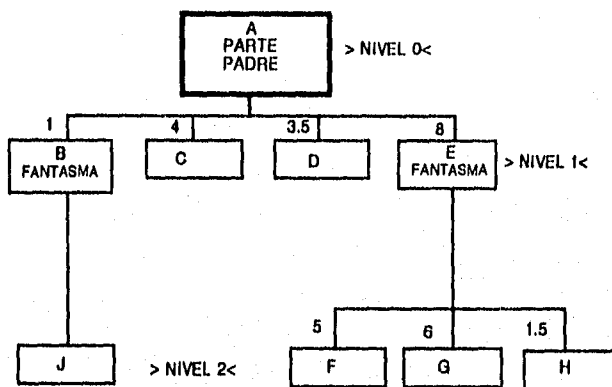 A
PARTE
PADRE
> NIVEL 0<
1
4
3.5
8
B
FANTASMA
C
D
E
FANTASMA
> NIVEL 1<
5
6
1.5
J
> NIVEL 2<
F
G
H